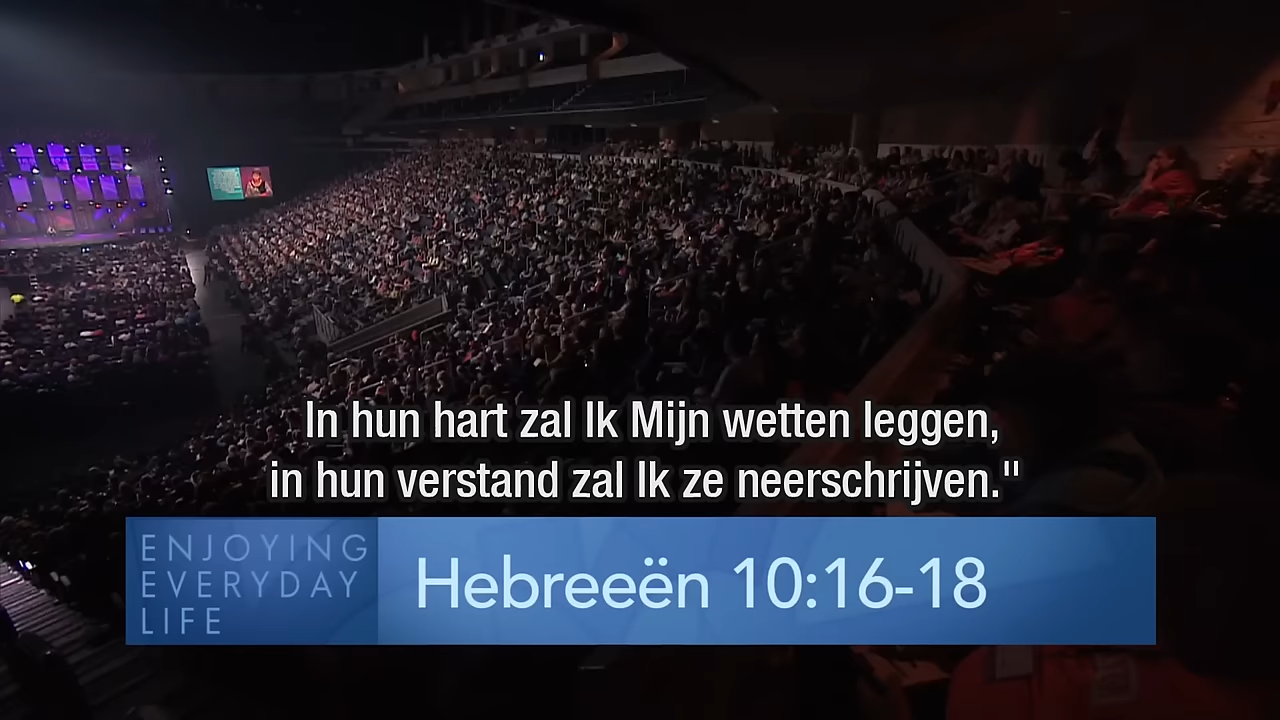 In hun hart zal Ik Mijn wetten leggen,
in hun verstand zal Ik ze neerschrijven."
ENJOYING
EVERYDAY
LIFE
Hebreeën 10:16-18